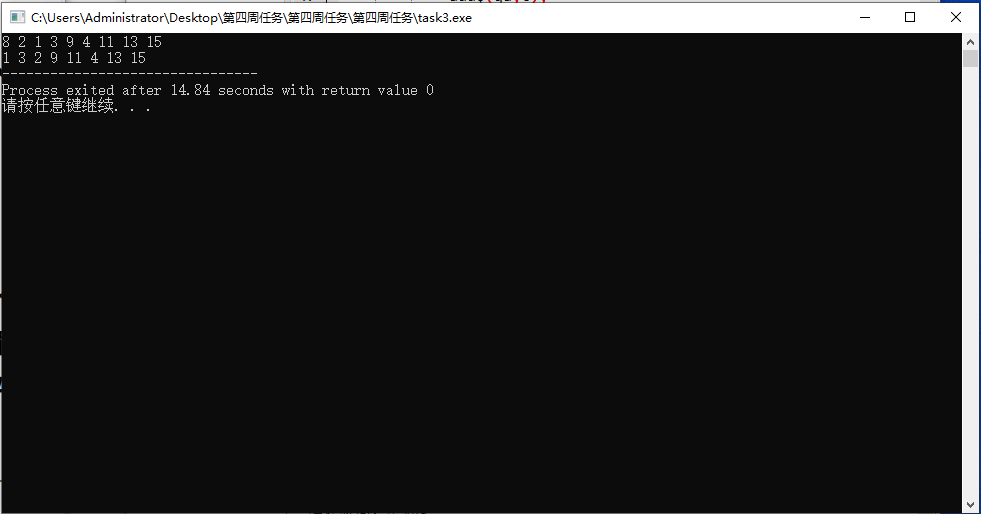 C:\Users\Administrator\Desktop\第四周任务\第四周任务\第四周任务\task3.exe
8 2 1 3 9 4 11 13 15
1 3 2 9 11 4 13 15
--------------------------------
Process exited after 14.84 seconds with return value 0
请按任意键继续. . .